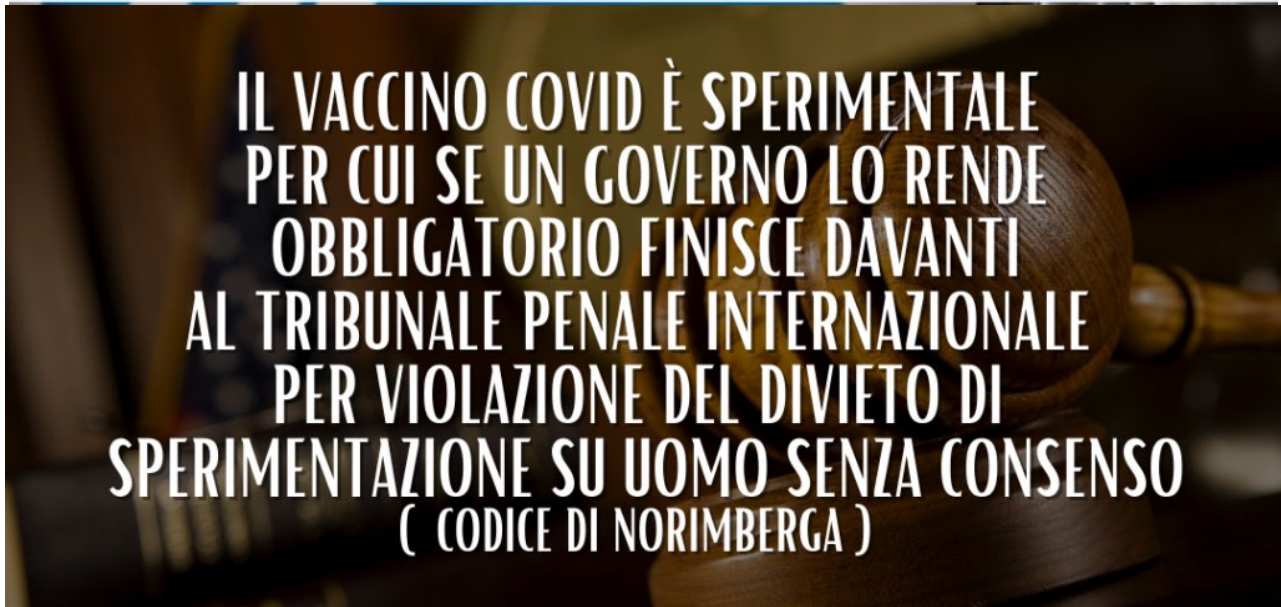 IL VACCINO COVID È SPERIMENTALE
PER CUI SE UN GOVERNO LO RENDE
OBBLIGATORIO FINISCE DAVANTI
AL TRIBUNALE PENALE INTERNAZIONALE
PER VIOLAZIONE DEL DIVIETO DI
SPERIMENTAZIONE SU UOMO SENZA CONSENSO
( CODICE DI NORIMBERGA )